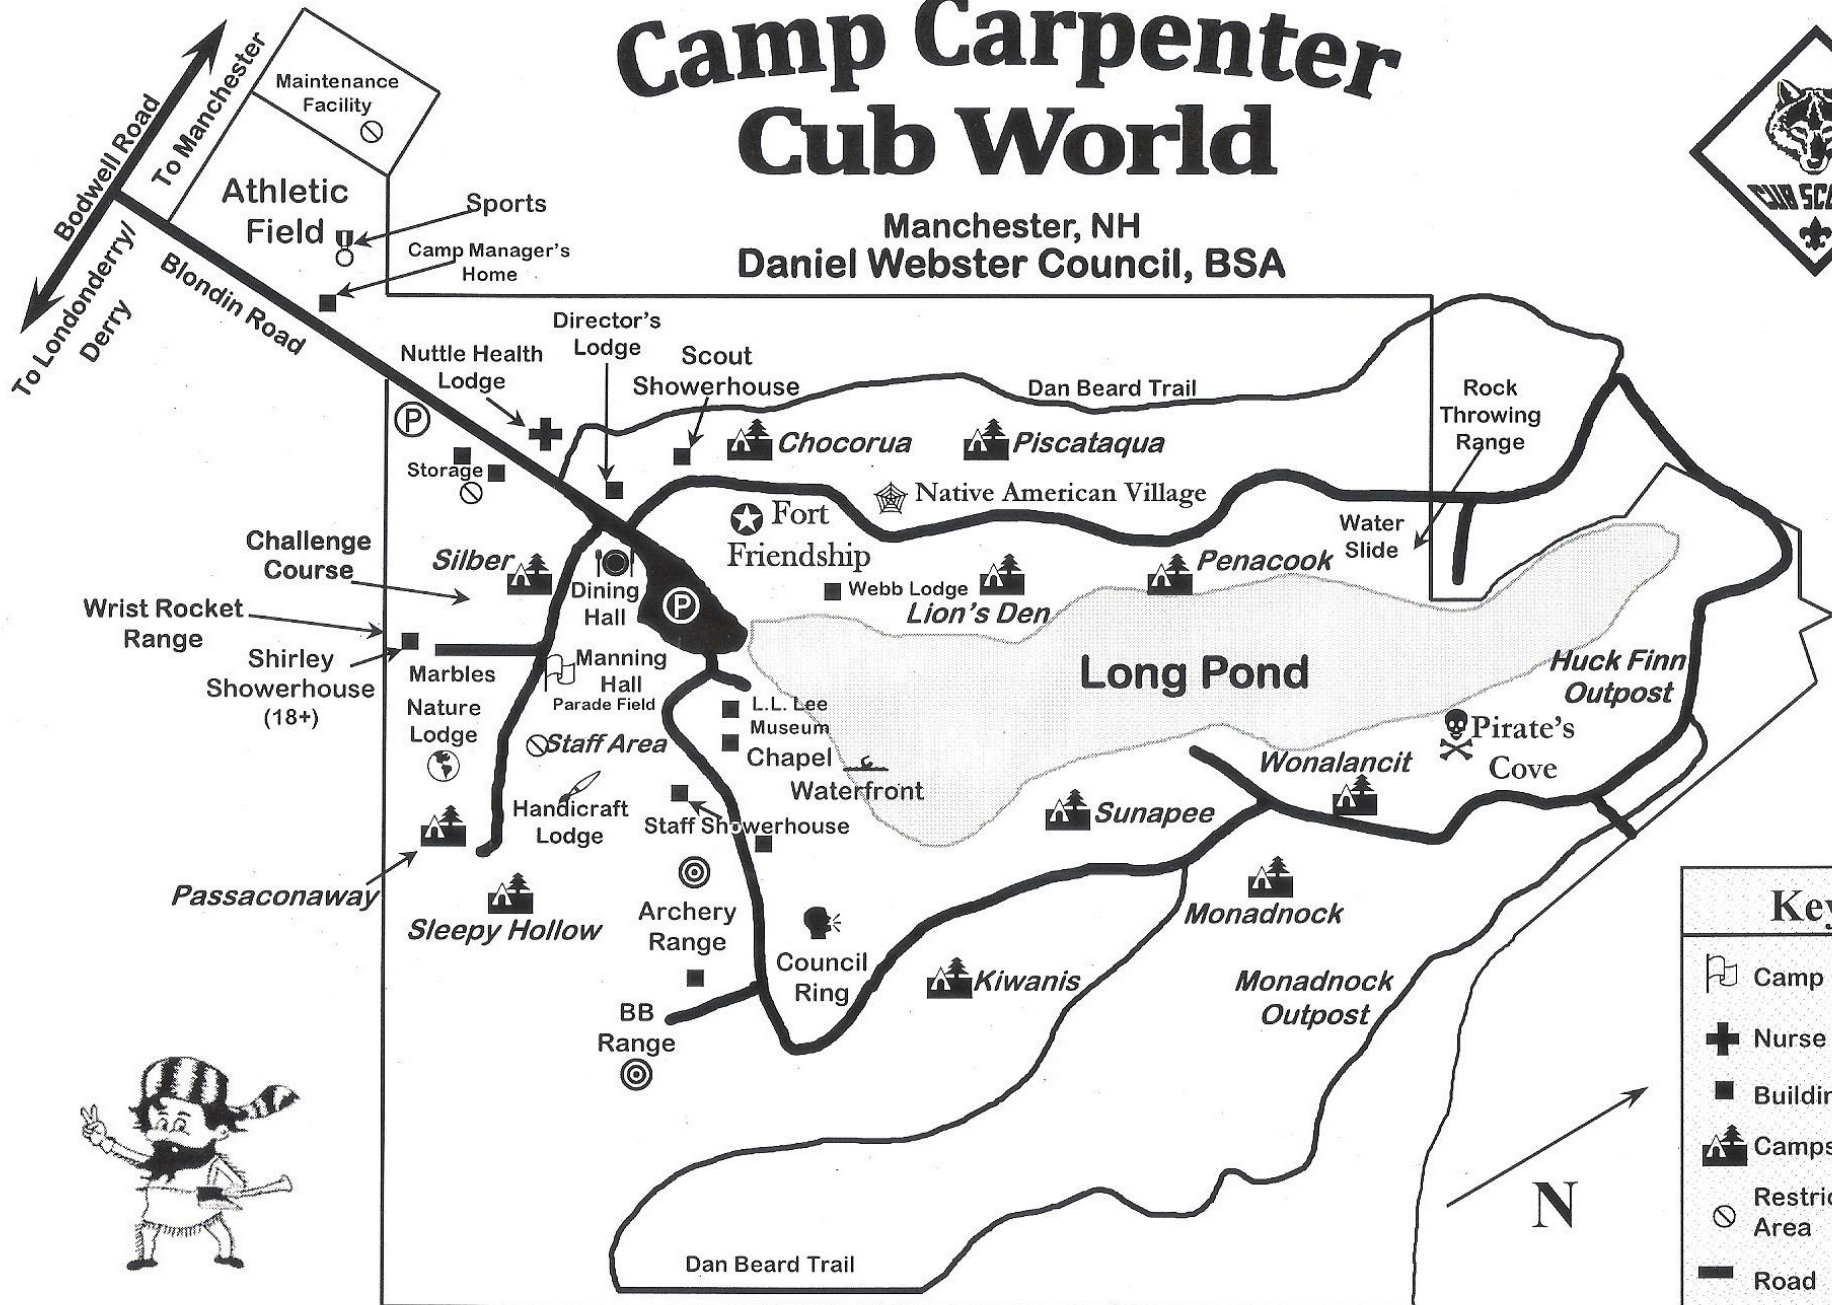 Camp Carpenter
Cub World
Manchester, NH
Daniel Webster Council, BSA
Bodwell Road
To Manchester
To Londonderry/
Derry
Blondin Road
Maintenance
Facility
Athletic
Field
Sports
Camp Manager's
Home
Nuttle Health
Lodge
Director's
Lodge
Scout
Showerhouse
Dan Beard Trail
Rock
Throwing
Range
P
Storage
Chocorua
Piscataqua
Native American Village
Fort
Friendship
Water
Slide
Challenge
Course
Silber
Dining
Hall
P
Webb Lodge
Lion's Den
Penacook
Wrist Rocket
Range
Shirley
Showerhouse
(18+)
Marbles
Manning
Hall
Parade Field
Long Pond
Huck Finn
Outpost
Nature
Lodge
Staff Area
L.L. Lee
Museum
Chapel
Waterfront
Wonalancit
Pirate's
Cove
Handicraft
Lodge
Staff Showerhouse
Sunapee
Passaconaway
Sleepy Hollow
Archery
Range
Council
Ring
Kiwanis
Monadnock
Monadnock
Outpost
BB
Range
Dan Beard Trail
N
CUB
Key
Camp
Nurse
Road
Area